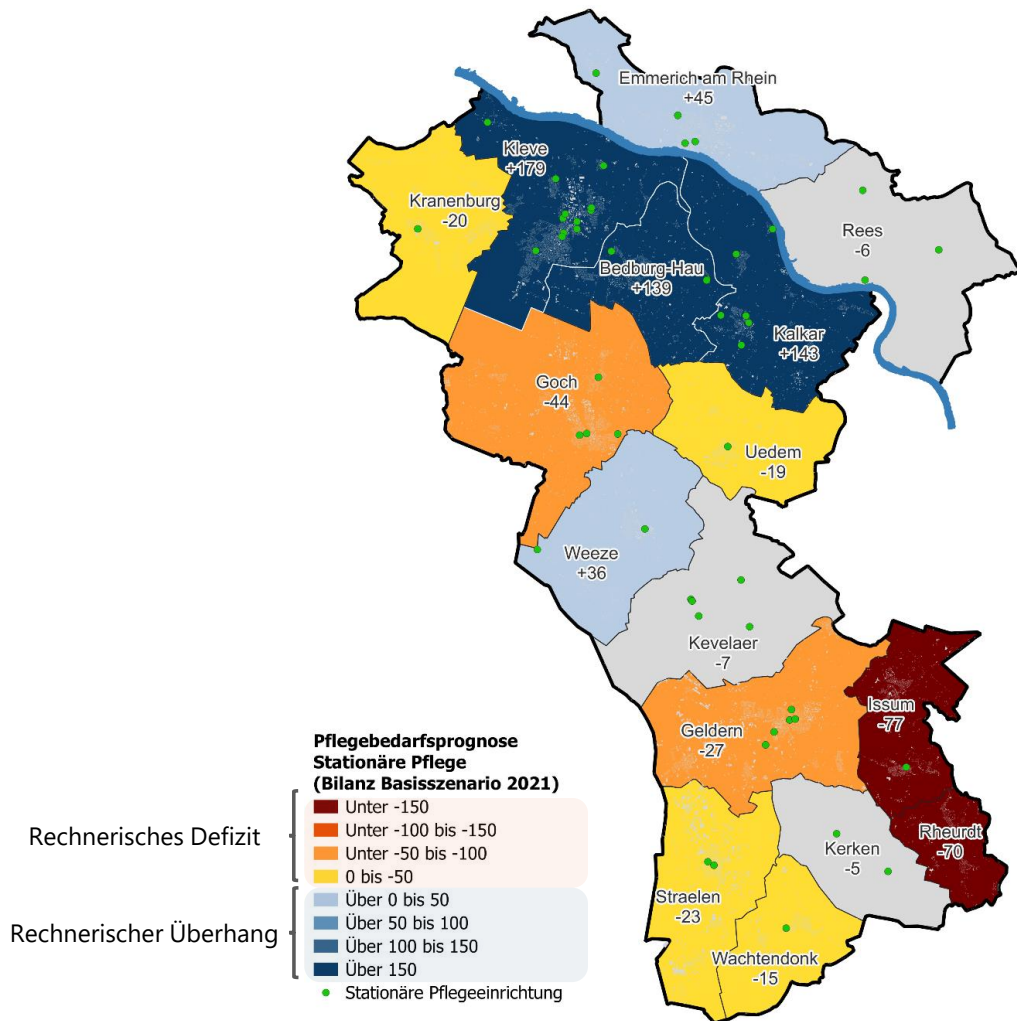 Emmerich am Rhein
+45
Kleve
+179
Kranenburg
-20
Rees
-6
Bedburg-Hau
+139
Kalkar
+143
Goch
-44
Uedem
-19
Weeze
+36
Kevelaer
-7
Issum
-77
Geldern
-27
Rheurdt
-70
Kerken
-5
Straelen
-23
Wachtendonk
-15
Pflegebedarfsprognose
Stationäre Pflege
(Bilanz Basisszenario 2021)
Rechnerisches Defizit
Unter -150
Unter -100 bis -150
Unter -50 bis -100
0 bis -50
Rechnerischer Überhang
Über 0 bis 50
Über 50 bis 100
Über 100 bis 150
Über 150
Stationäre Pflegeeinrichtung